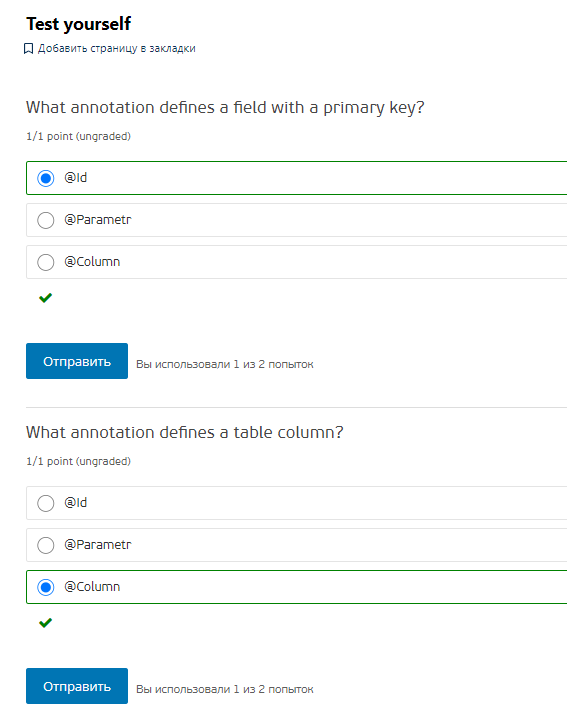 Test yourself
Добавить страницу в закладки
What annotation defines a field with a primary key?
1/1 point (ungraded)
@Id
@Parametr
@Column
Отправить
Вы использовали 1 из 2 попыток
What annotation defines a table column?
1/1 point (ungraded)
@Id
@Parametr
@Column
Отправить
Вы использовали 1 из 2 попыток